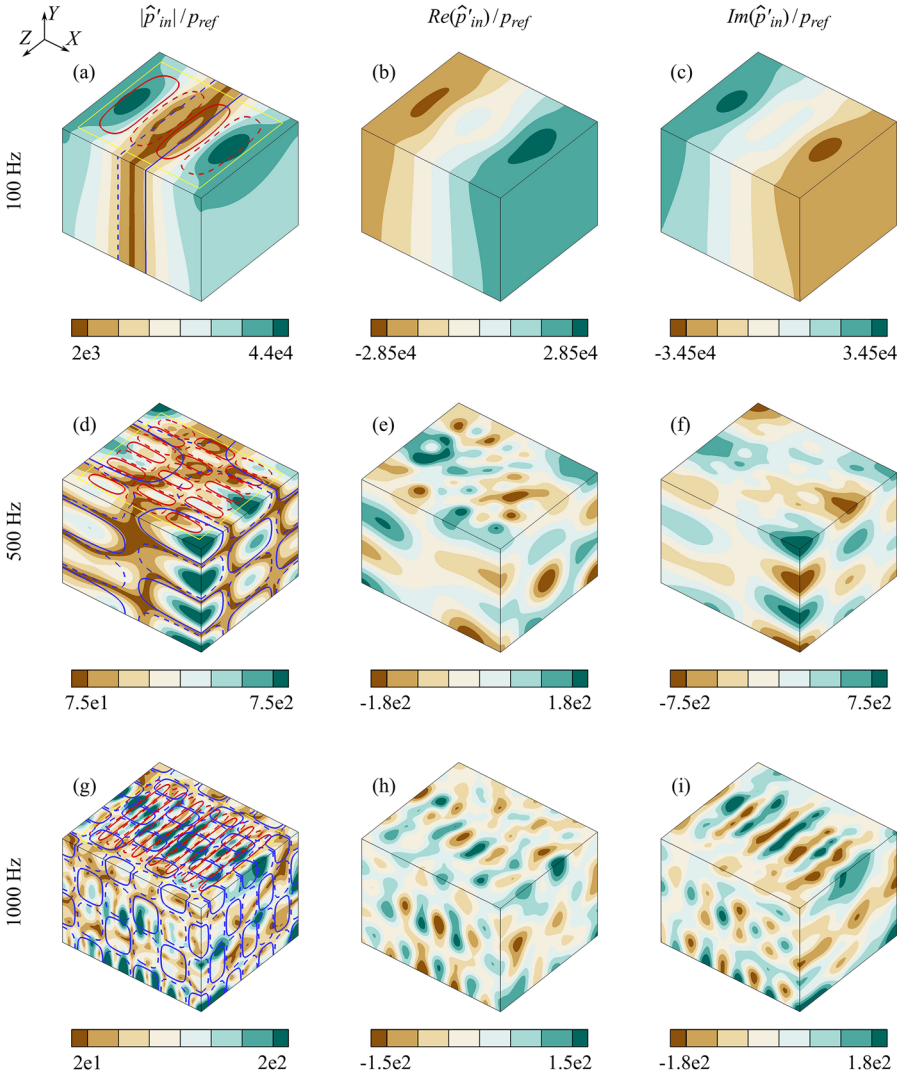 |p̂'in|/pref Re(p̂'in)/pref Im(p̂'in)/pref
Y
Z X
(a) (b) (c)
100 Hz
2e3 4.4e4 -2.85e4 2.85e4 -3.45e4 3.45e4
(d) (e) (f)
500 Hz
7.5e1 7.5e2 -1.8e2 1.8e2 -7.5e2 7.5e2
(g) (h) (i)
1000 Hz
2e1 2e2 -1.5e2 1.5e2 -1.8e2 1.8e2